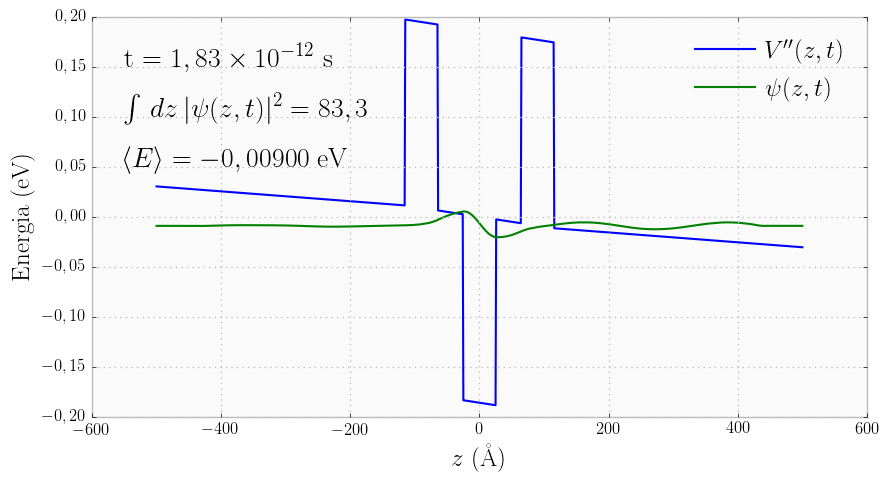 t = 1,83 × 10⁻¹² s
∫ dz |ψ(z,t)|² = 83,3
⟨E⟩ = −0,00900 eV
V″(z,t)
ψ(z,t)
Energia (eV)
0,20
0,15
0,10
0,05
0,00
−0,05
−0,10
−0,15
−0,20
−600 −400 −200 0 200 400 600
z (Å)